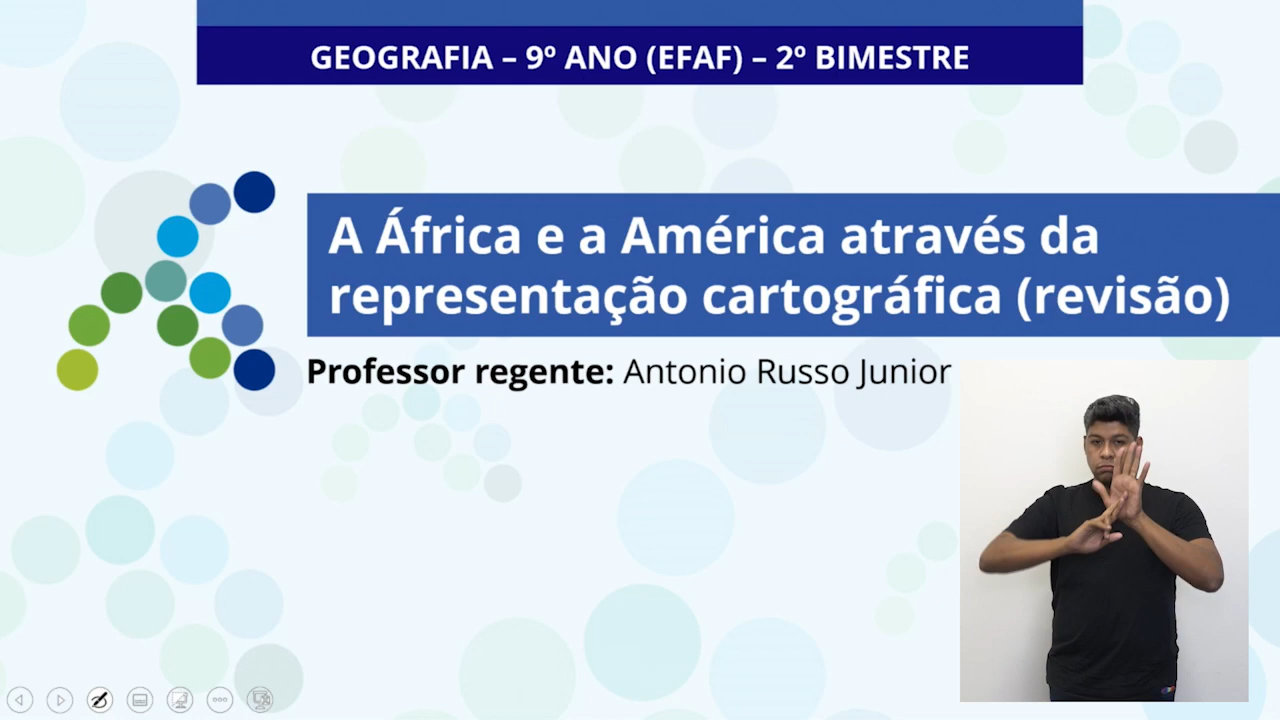 GEOGRAFIA – 9º ANO (EFAF) – 2º BIMESTRE
A África e a América através da
representação cartográfica (revisão)
Professor regente: Antonio Russo Junior